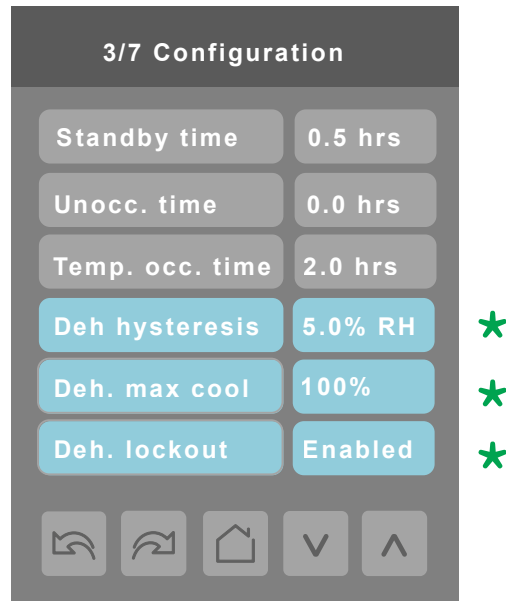 3/7 Configuration
Standby time 0.5 hrs
Unocc. time 0.0 hrs
Temp. occ. time 2.0 hrs
Deh hysteresis 5.0% RH
Deh. max cool 100%
Deh. lockout Enabled